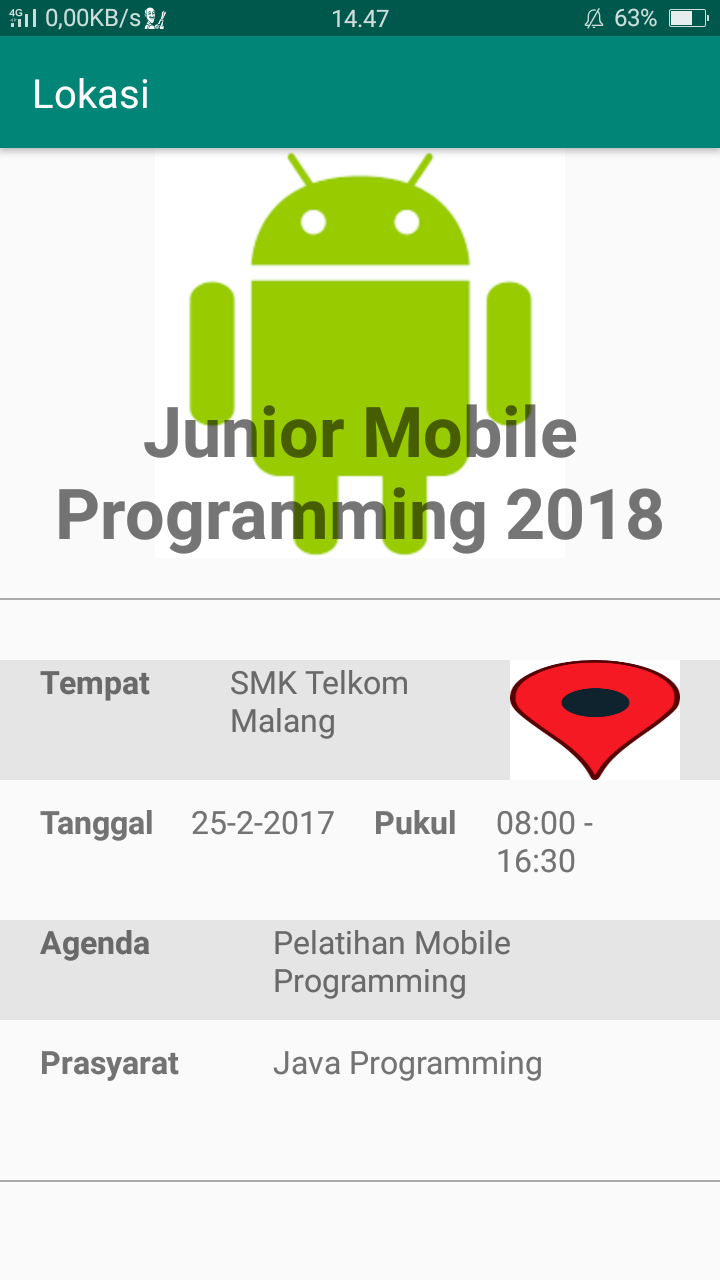 4G 0,00KB/s 14.47 63%
Lokasi
Junior Mobile
Programming 2018
Tempat SMK Telkom
Malang
Tanggal 25-2-2017 Pukul 08:00 -
16:30
Agenda Pelatihan Mobile
Programming
Prasyarat Java Programming